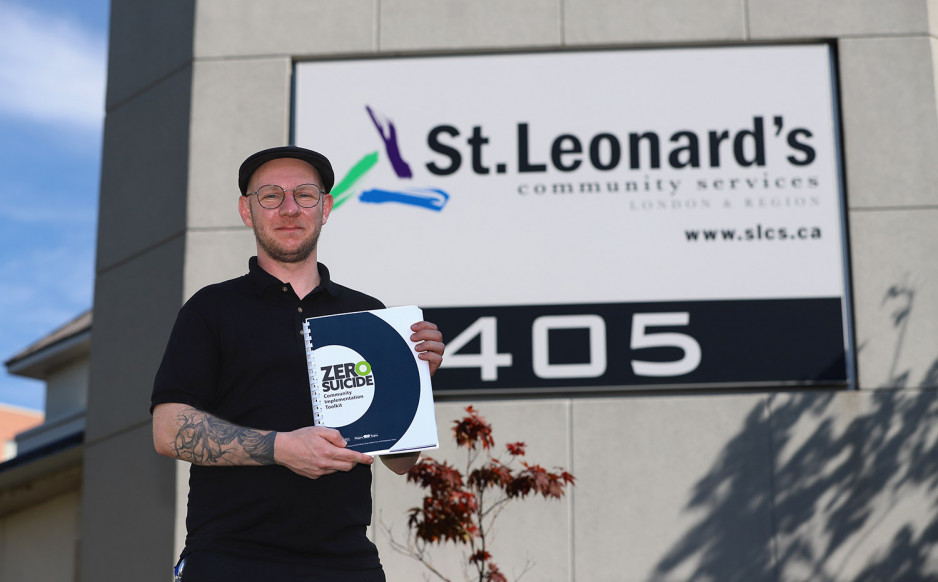 St.Leonard's
community services
LONDON & REGION
www.slcs.ca
405
ZERO
SUICIDE
Community
Implementation
Toolkit